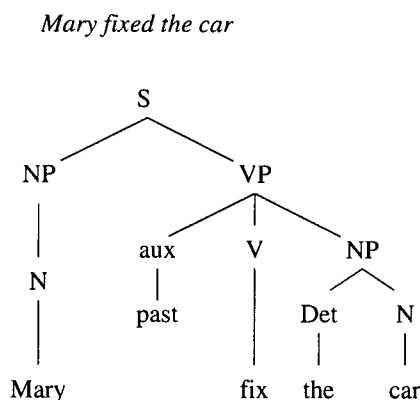 Mary fixed the car
S
NP VP
aux V NP
N
past Det N
Mary fix the car